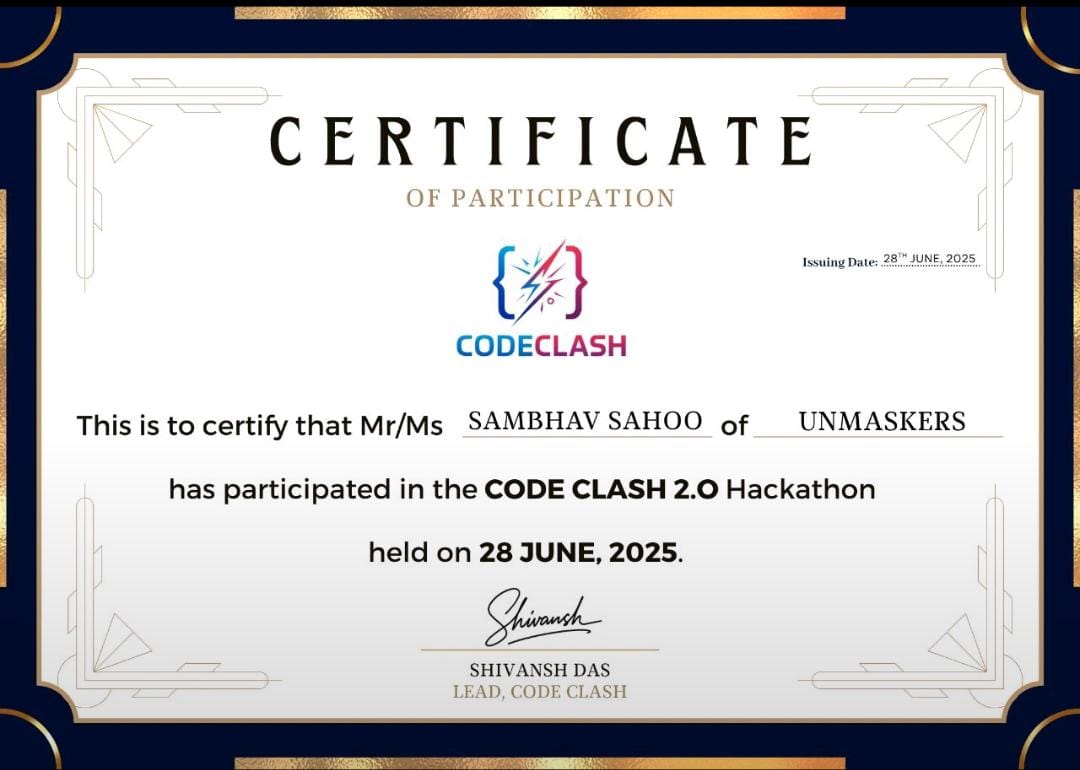 CERTIFICATE
OF PARTICIPATION
Issuing Date: 28TH JUNE, 2025
CODECLASH
This is to certify that Mr/Ms SAMBHAV SAHOO of UNMASKERS
has participated in the CODE CLASH 2.O Hackathon
held on 28 JUNE, 2025.
Shivansh
SHIVANSH DAS
LEAD, CODE CLASH